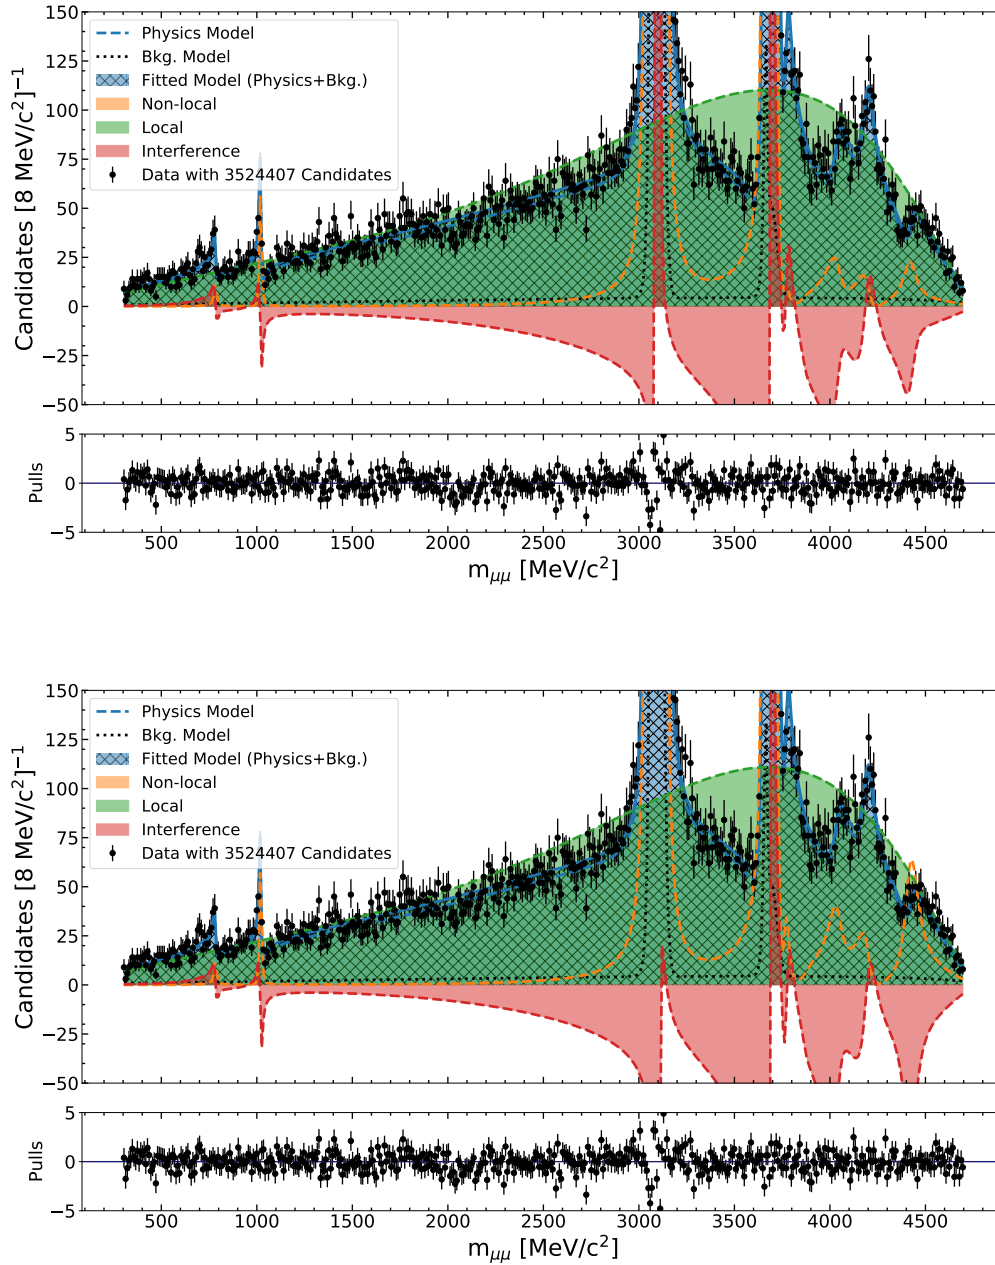 150
125
100
75
50
25
0
−25
−50
Candidates [8 MeV/c²]⁻¹
Physics Model
Bkg. Model
Fitted Model (Physics+Bkg.)
Non-local
Local
Interference
Data with 3524407 Candidates
5
0
−5
Pulls
500 1000 1500 2000 2500 3000 3500 4000 4500
mμμ [MeV/c²]
150
125
100
75
50
25
0
−25
−50
Candidates [8 MeV/c²]⁻¹
Physics Model
Bkg. Model
Fitted Model (Physics+Bkg.)
Non-local
Local
Interference
Data with 3524407 Candidates
5
0
−5
Pulls
500 1000 1500 2000 2500 3000 3500 4000 4500
mμμ [MeV/c²]